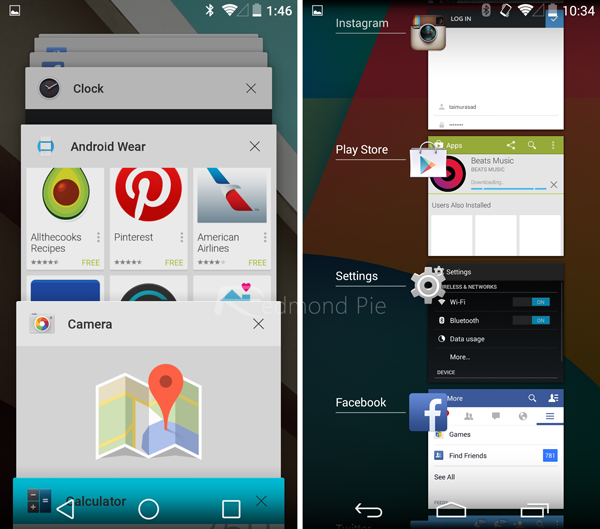 1:46
Clock
Android Wear
Allthecooks
Recipes
FREE
Pinterest
FREE
American
Airlines
FREE
Camera
Calculator
10:34
Instagram
LOG IN
taimurasad
Play Store
Apps
Beats Music
BEATS MUSIC
Downloading...
Users Also Installed
Settings
Settings
WIRELESS & NETWORKS
Wi-Fi
ON
Bluetooth
ON
Data usage
More...
DEVICE
Facebook
More
Games
Find Friends
781
See All
Twitter
Redmond Pie